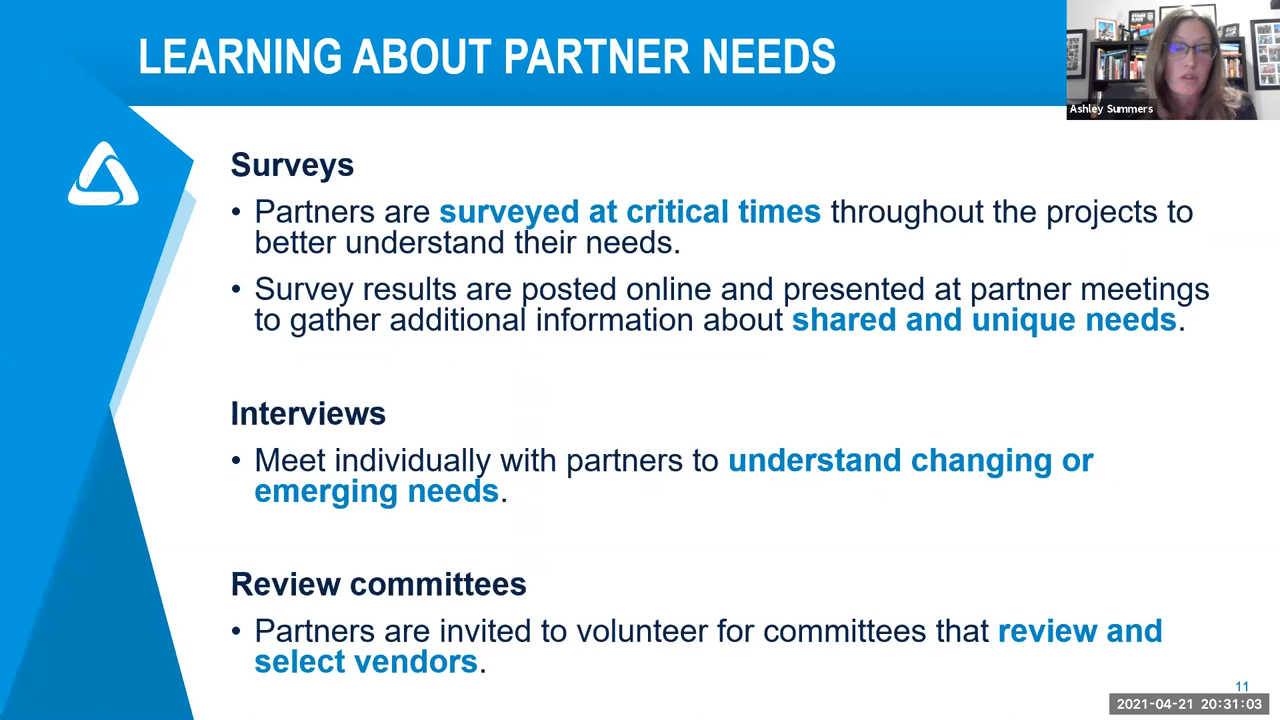 LEARNING ABOUT PARTNER NEEDS
Ashley Summers
Surveys
• Partners are surveyed at critical times throughout the projects to
better understand their needs.
• Survey results are posted online and presented at partner meetings
to gather additional information about shared and unique needs.
Interviews
• Meet individually with partners to understand changing or
emerging needs.
Review committees
• Partners are invited to volunteer for committees that review and
select vendors.
11
2021-04-21 20:31:03